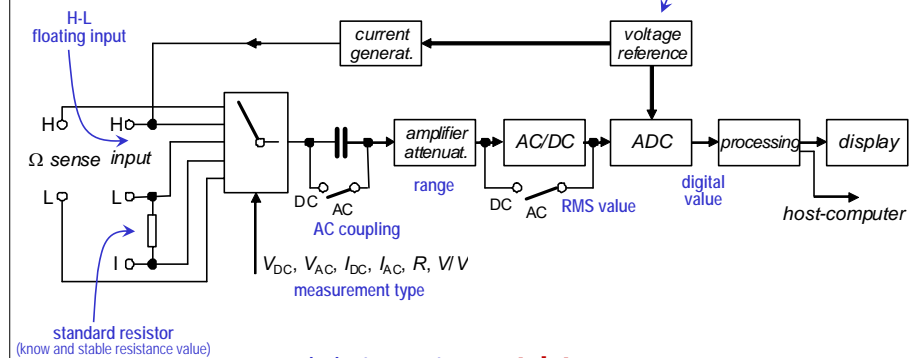 H-L
floating input
current
generat.
voltage
reference
H
H
Ω sense
input
L
L
I
DC
AC
AC coupling
amplifier
attenuat.
range
AC/DC
DC
AC
RMS value
ADC
digital
value
processing
display
host-computer
V_DC, V_AC, I_DC, I_AC, R, V/V
measurement type
standard resistor
(know and stable resistance value)